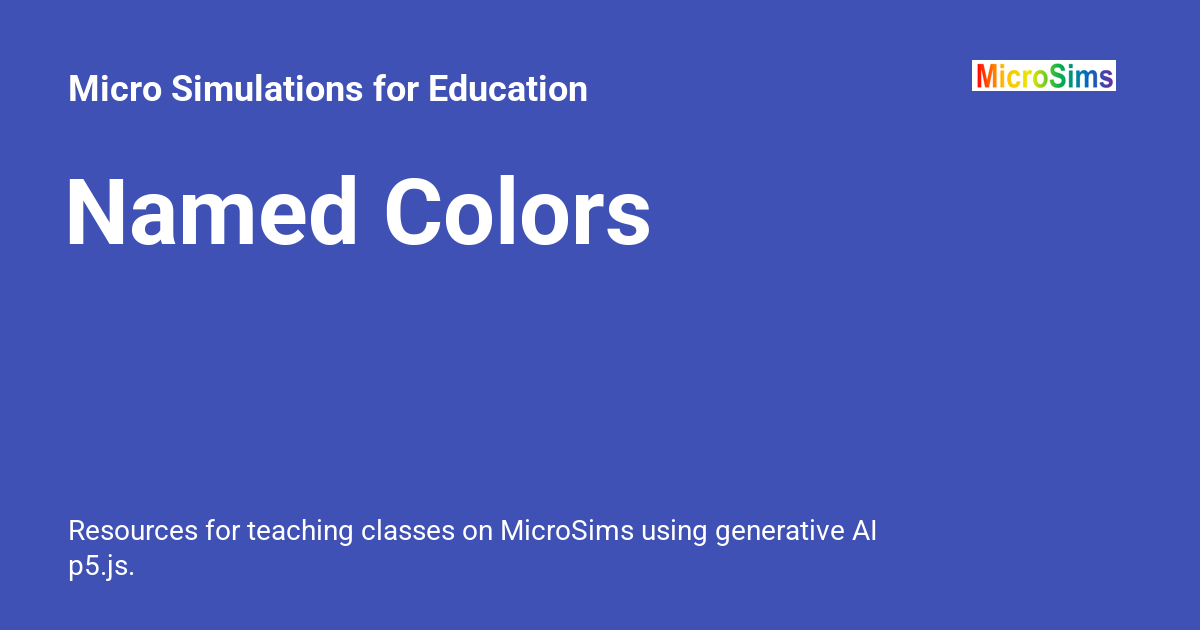 Micro Simulations for Education
MicroSims
Named Colors
Resources for teaching classes on MicroSims using generative AI
p5.js.